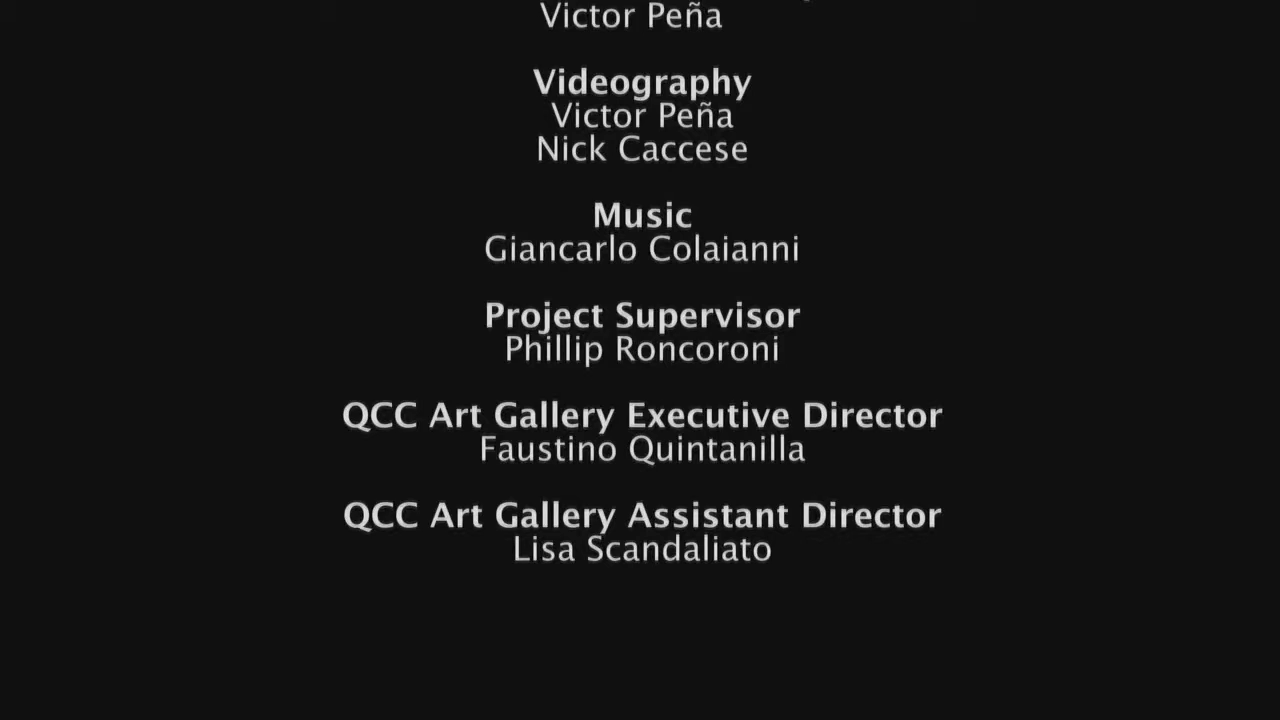 Victor Peña
Videography
Victor Peña
Nick Caccese
Music
Giancarlo Colaianni
Project Supervisor
Phillip Roncoroni
QCC Art Gallery Executive Director
Faustino Quintanilla
QCC Art Gallery Assistant Director
Lisa Scandaliato